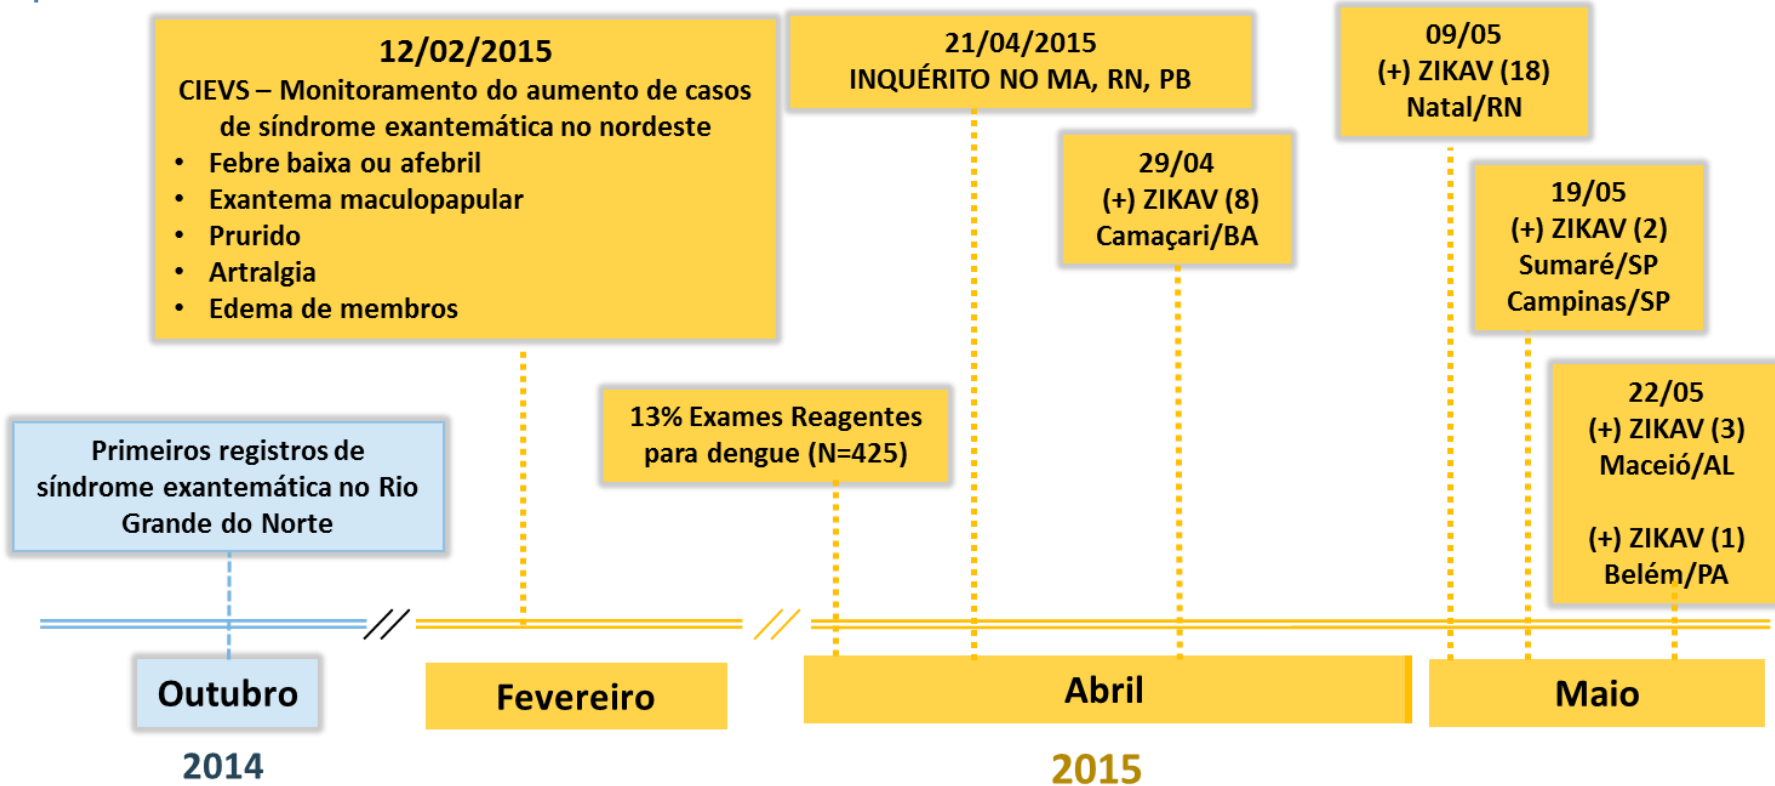 12/02/2015
CIEVS – Monitoramento do aumento de casos
de síndrome exantemática no nordeste
• Febre baixa ou afebril
• Exantema maculopapular
• Prurido
• Artralgia
• Edema de membros
21/04/2015
INQUÉRITO NO MA, RN, PB
09/05
(+) ZIKAV (18)
Natal/RN
29/04
(+) ZIKAV (8)
Camaçari/BA
19/05
(+) ZIKAV (2)
Sumaré/SP
Campinas/SP
22/05
(+) ZIKAV (3)
Maceió/AL
(+) ZIKAV (1)
Belém/PA
13% Exames Reagentes
para dengue (N=425)
Primeiros registros de
síndrome exantemática no Rio
Grande do Norte
Outubro
Fevereiro
Abril
Maio
2014
2015